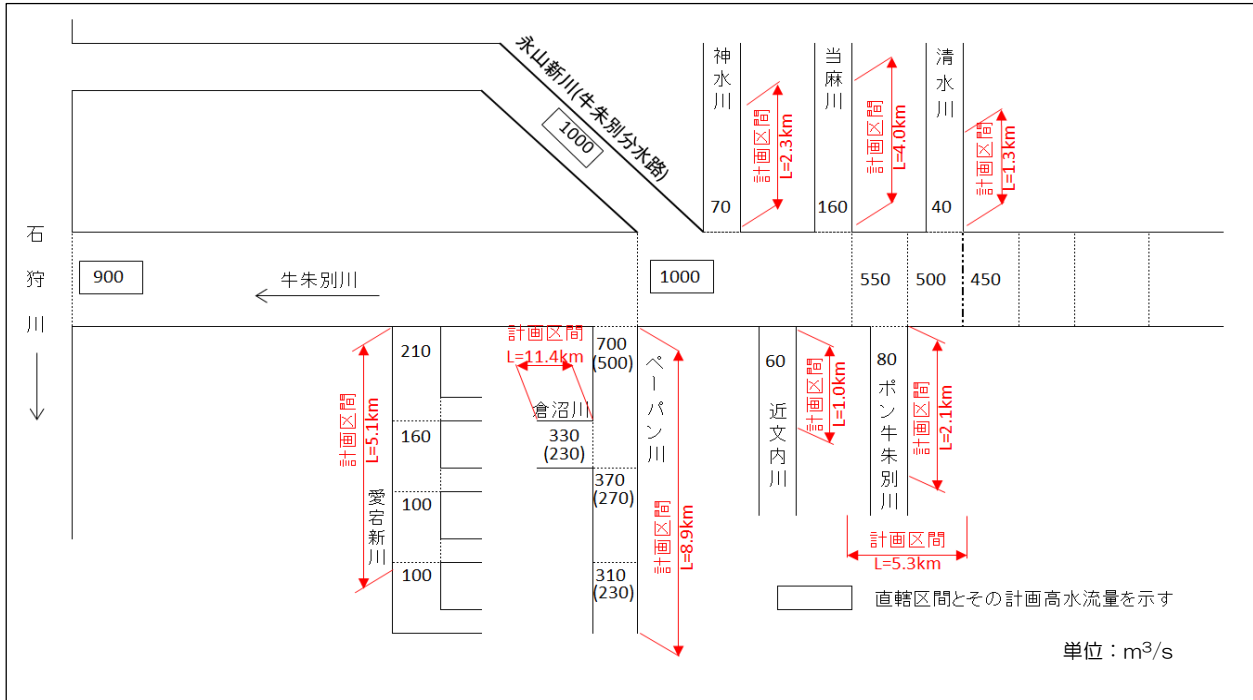 永山新川(牛朱別分水路)
1000
神水川
計画区間
L=2.3km
70
当麻川
計画区間
L=4.0km
160
清水川
計画区間
L=1.3km
40
石狩川
900
牛朱別川
1000
550
500
450
210
計画区間
L=5.1km
160
愛宕新川
100
100
計画区間
L=11.4km
倉沼川
330
(230)
700
(500)
ペーパン川
370
(270)
計画区間
L=8.9km
310
(230)
60
近文内川
計画区間
L=1.0km
80
ポン牛朱別川
計画区間
L=2.1km
計画区間
L=5.3km
直轄区間とその計画高水流量を示す
単位：m³/s